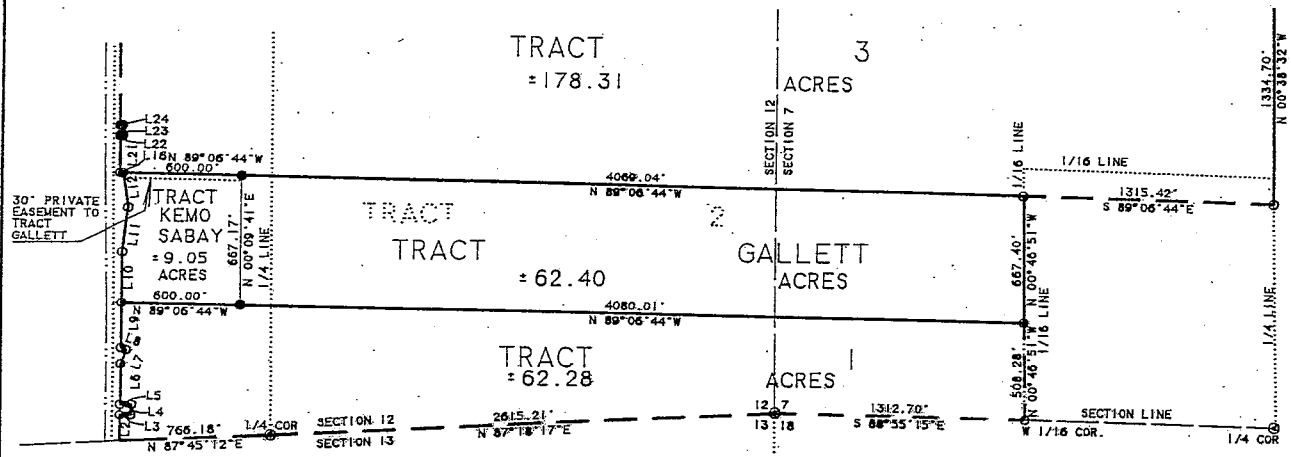 TRACT 3
±178.31
ACRES
SECTION 12
SECTION 7
1334.70'
N 00°38'32"W
L24
L23
L22
L21
L16 N 89°06'44"W
600.00'
1/16 LINE
1/16 LINE
4069.04'
N 89°06'44"W
1315.42'
S 89°06'44"E
30' PRIVATE
EASEMENT TO
TRACT
GALLETT
L12
L11
L10
TRACT
KEMO
SABAY
±9.05
ACRES
667.17'
N 00°09'41"E
1/4 LINE
TRACT 2
TRACT GALLETT
±62.40
ACRES
667.40'
N 00°46'51"W
1/16 LINE
1/4 LINE
600.00'
N 89°06'44"W
4080.01'
N 89°06'44"W
L9
L8
L7
L6
L5
L4
L3
L2
TRACT 1
±62.28
ACRES
508.28'
N 00°46'51"W
766.18'
N 87°45'12"E
1/4 COR
SECTION 12
SECTION 13
2615.21'
N 87°18'17"E
12 7
13 18
1312.70'
S 88°55'15"E
W 1/16 COR.
SECTION LINE
1/4 COR